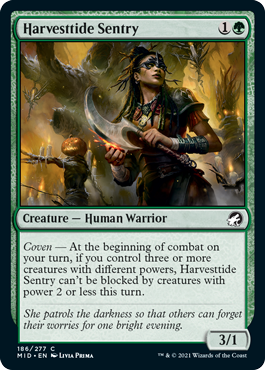 Harvesttide Sentry 1
Creature — Human Warrior
Coven — At the beginning of combat on
your turn, if you control three or more
creatures with different powers, Harvesttide
Sentry can't be blocked by creatures with
power 2 or less this turn.
She patrols the darkness so that others can forget
their worries for one bright evening.
3/1
186/277 C
MID • EN LIVIA PRIMA
™ & © 2021 Wizards of the Coast